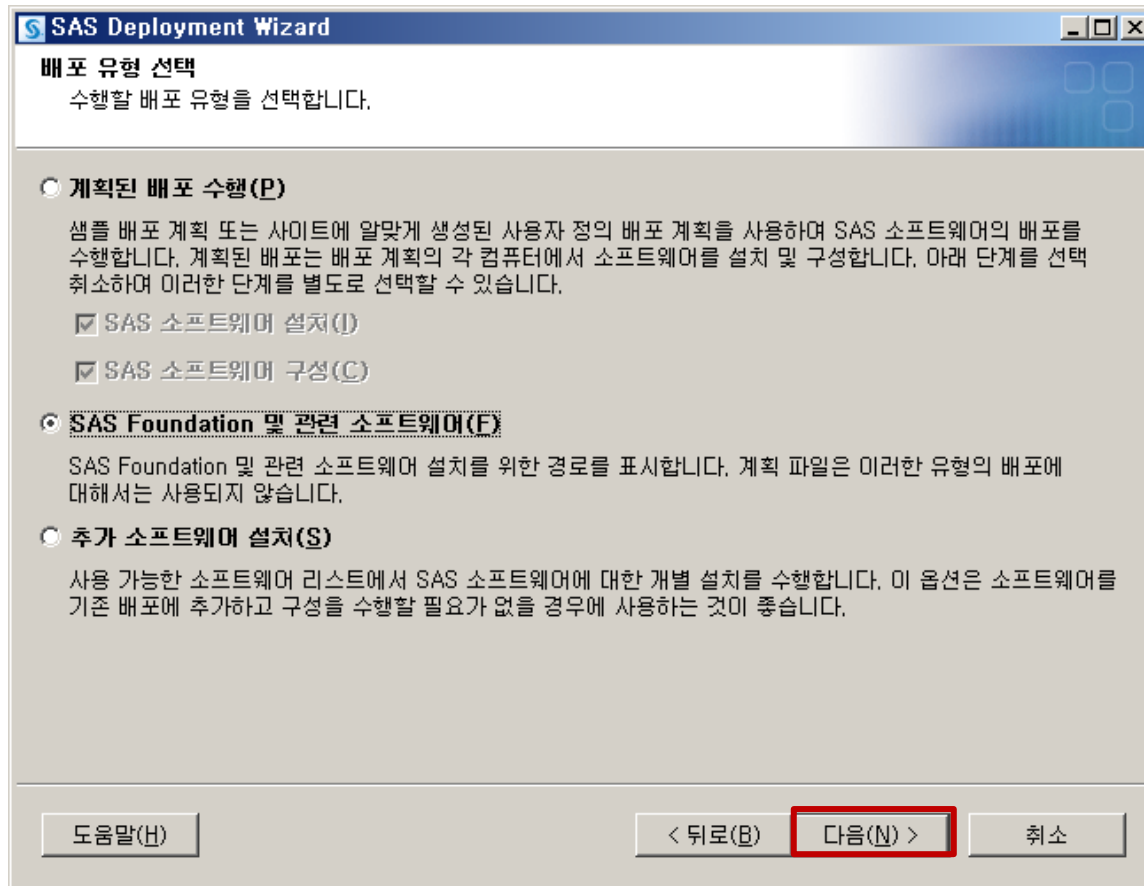 SAS Deployment Wizard
배포 유형 선택
수행할 배포 유형을 선택합니다.
계획된 배포 수행(P)
샘플 배포 계획 또는 사이트에 알맞게 생성된 사용자 정의 배포 계획을 사용하여 SAS 소프트웨어의 배포를
수행합니다. 계획된 배포는 배포 계획의 각 컴퓨터에서 소프트웨어를 설치 및 구성합니다. 아래 단계를 선택
취소하여 이러한 단계를 별도로 선택할 수 있습니다.
SAS 소프트웨어 설치(I)
SAS 소프트웨어 구성(C)
SAS Foundation 및 관련 소프트웨어(F)
SAS Foundation 및 관련 소프트웨어 설치를 위한 경로를 표시합니다. 계획 파일은 이러한 유형의 배포에
대해서는 사용되지 않습니다.
추가 소프트웨어 설치(S)
사용 가능한 소프트웨어 리스트에서 SAS 소프트웨어에 대한 개별 설치를 수행합니다. 이 옵션은 소프트웨어를
기존 배포에 추가하고 구성을 수행할 필요가 없을 경우에 사용하는 것이 좋습니다.
도움말(H) < 뒤로(B) 다음(N) > 취소